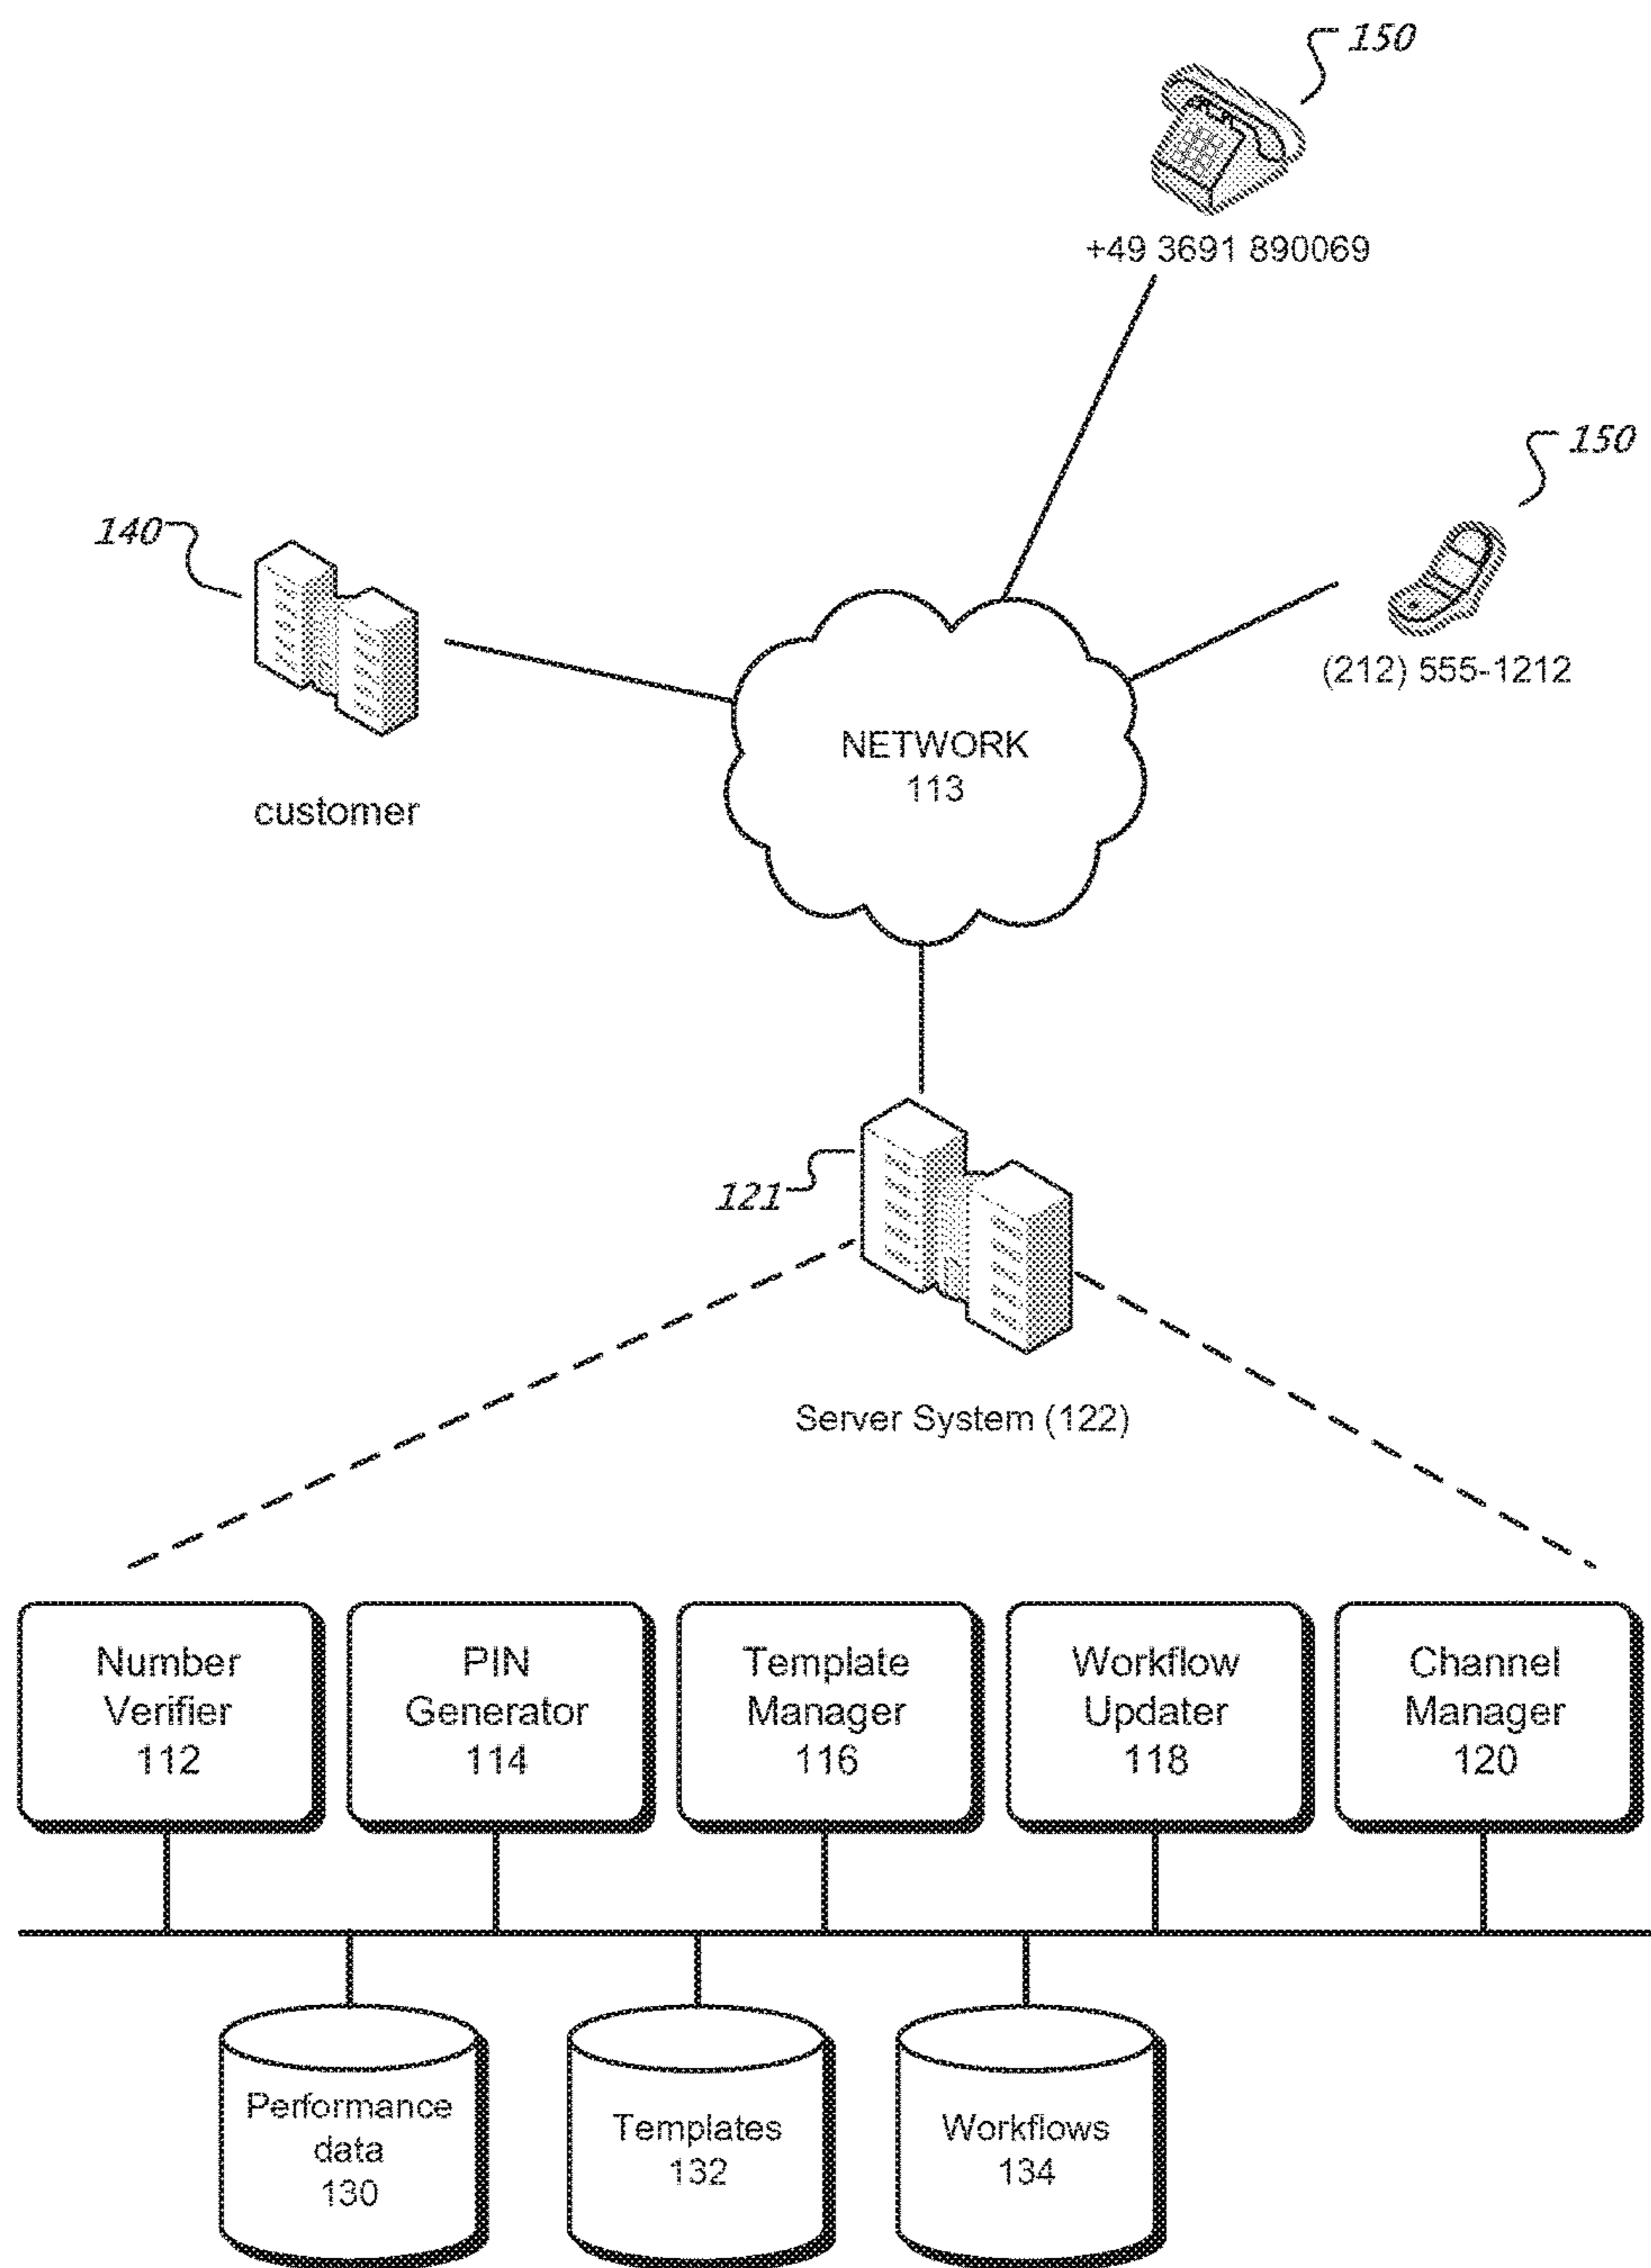 150
+49 3691 890069
150
(212) 555-1212
140
customer
NETWORK
113
121
Server System (122)
Number
Verifier
112
PIN
Generator
114
Template
Manager
116
Workflow
Updater
118
Channel
Manager
120
Performance
data
130
Templates
132
Workflows
134